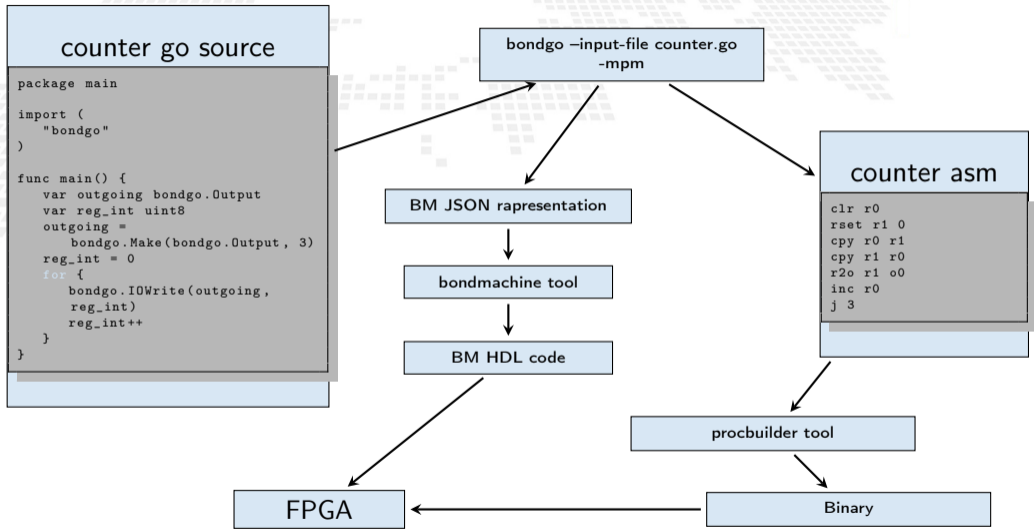 counter go source
package main
import (
"bondgo"
)
func main() {
var outgoing bondgo.Output
var reg_int uint8
outgoing =
bondgo.Make(bondgo.Output, 3)
reg_int = 0
for {
bondgo.IOWrite(outgoing,
reg_int)
reg_int++
}
}
bondgo –input-file counter.go
-mpm
BM JSON rapresentation
bondmachine tool
BM HDL code
FPGA
counter asm
clr r0
rset r1 0
cpy r0 r1
cpy r1 r0
r2o r1 o0
inc r0
j 3
procbuilder tool
Binary